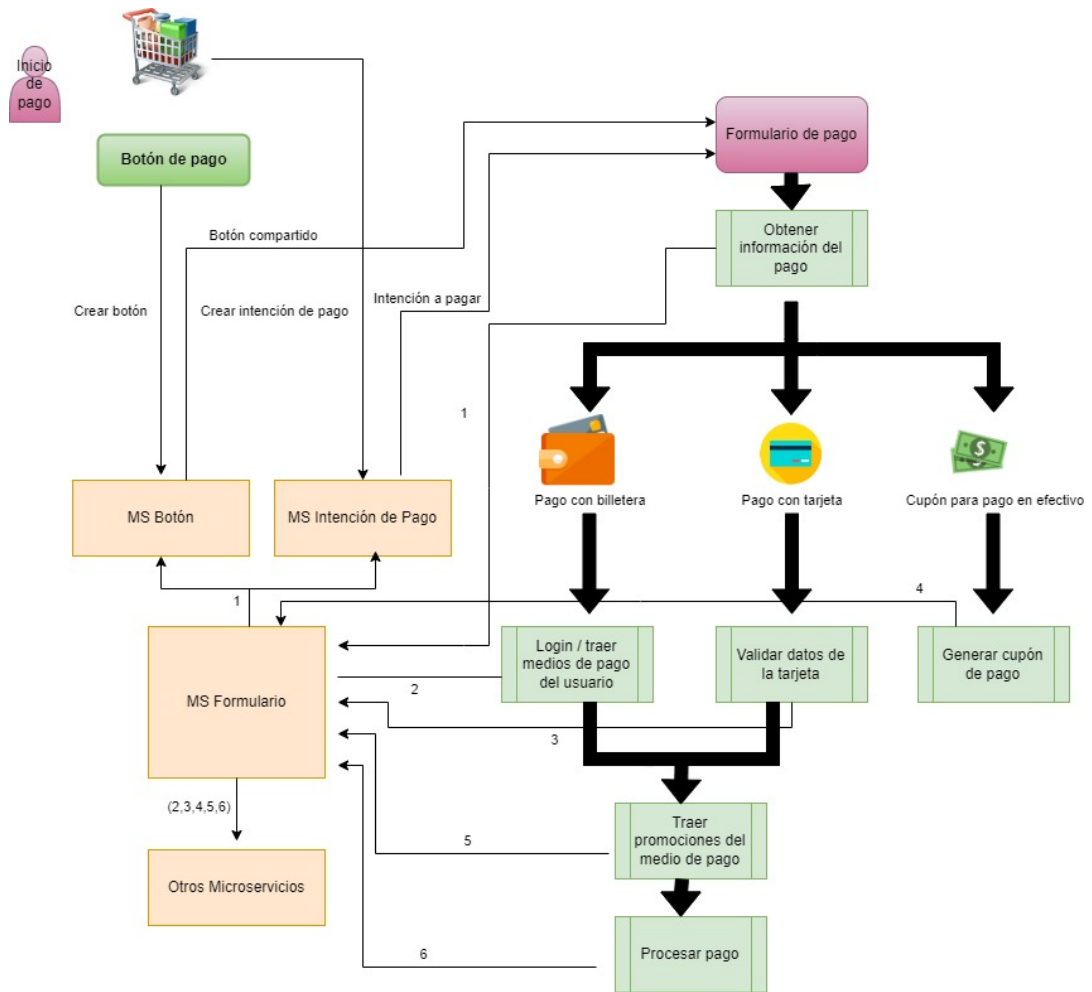 Inicio
de
pago
Botón de pago
Formulario de pago
Obtener
información del
pago
Botón compartido
Crear botón
Crear intención de pago
Intención a pagar
1
Pago con billetera
Pago con tarjeta
Cupón para pago en efectivo
MS Botón
MS Intención de Pago
1
4
MS Formulario
Login / traer
medios de pago
del usuario
Validar datos de
la tarjeta
Generar cupón
de pago
2
3
(2,3,4,5,6)
5
Traer
promociones del
medio de pago
Otros Microservicios
6
Procesar pago